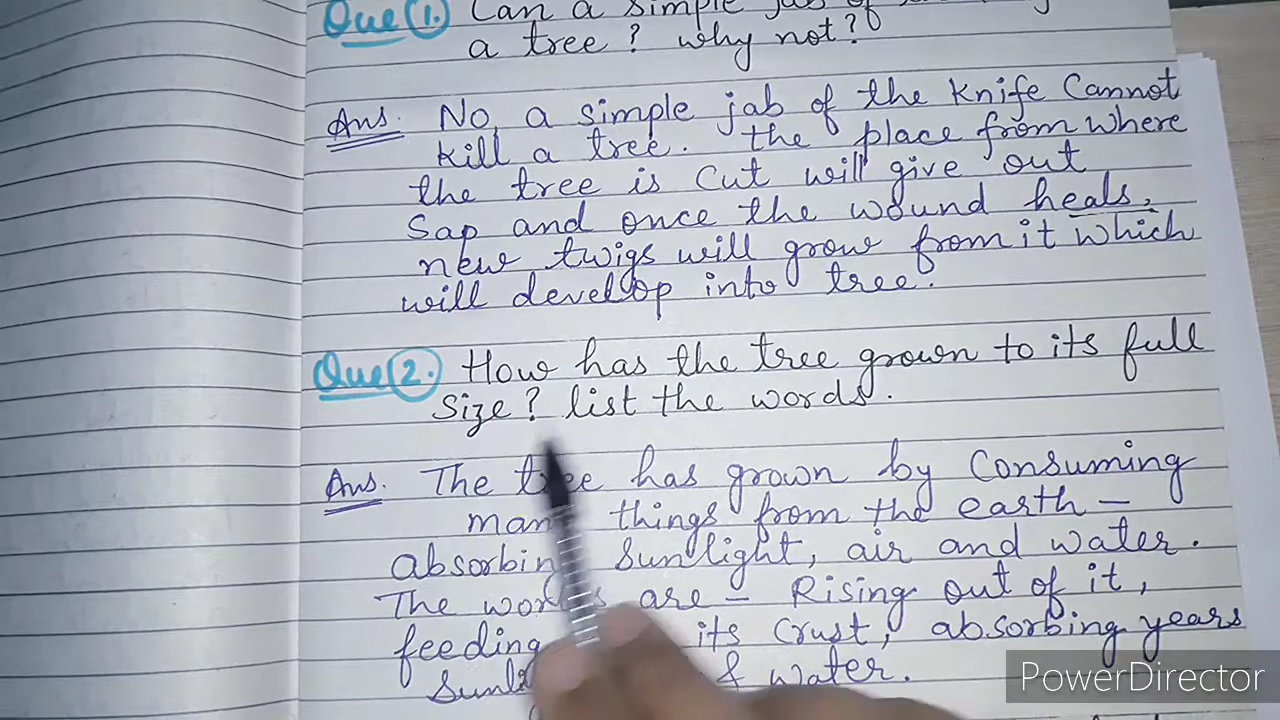 Que(1.) Can a simple
a tree? why not?
Ans. No, a simple jab of the knife cannot
kill a tree. the place from where
the tree is cut will give out
Sap and once the wound heals,
new twigs will grow from it which
will develop into tree.
Que(2.) How has the tree grown to its full
Size? list the words.
Ans. The tree has grown by Consuming
many things from the earth –
absorbing Sunlight, air and water.
The words are – Rising out of it,
feeding its Crust, absorbing years
& water.
PowerDirector